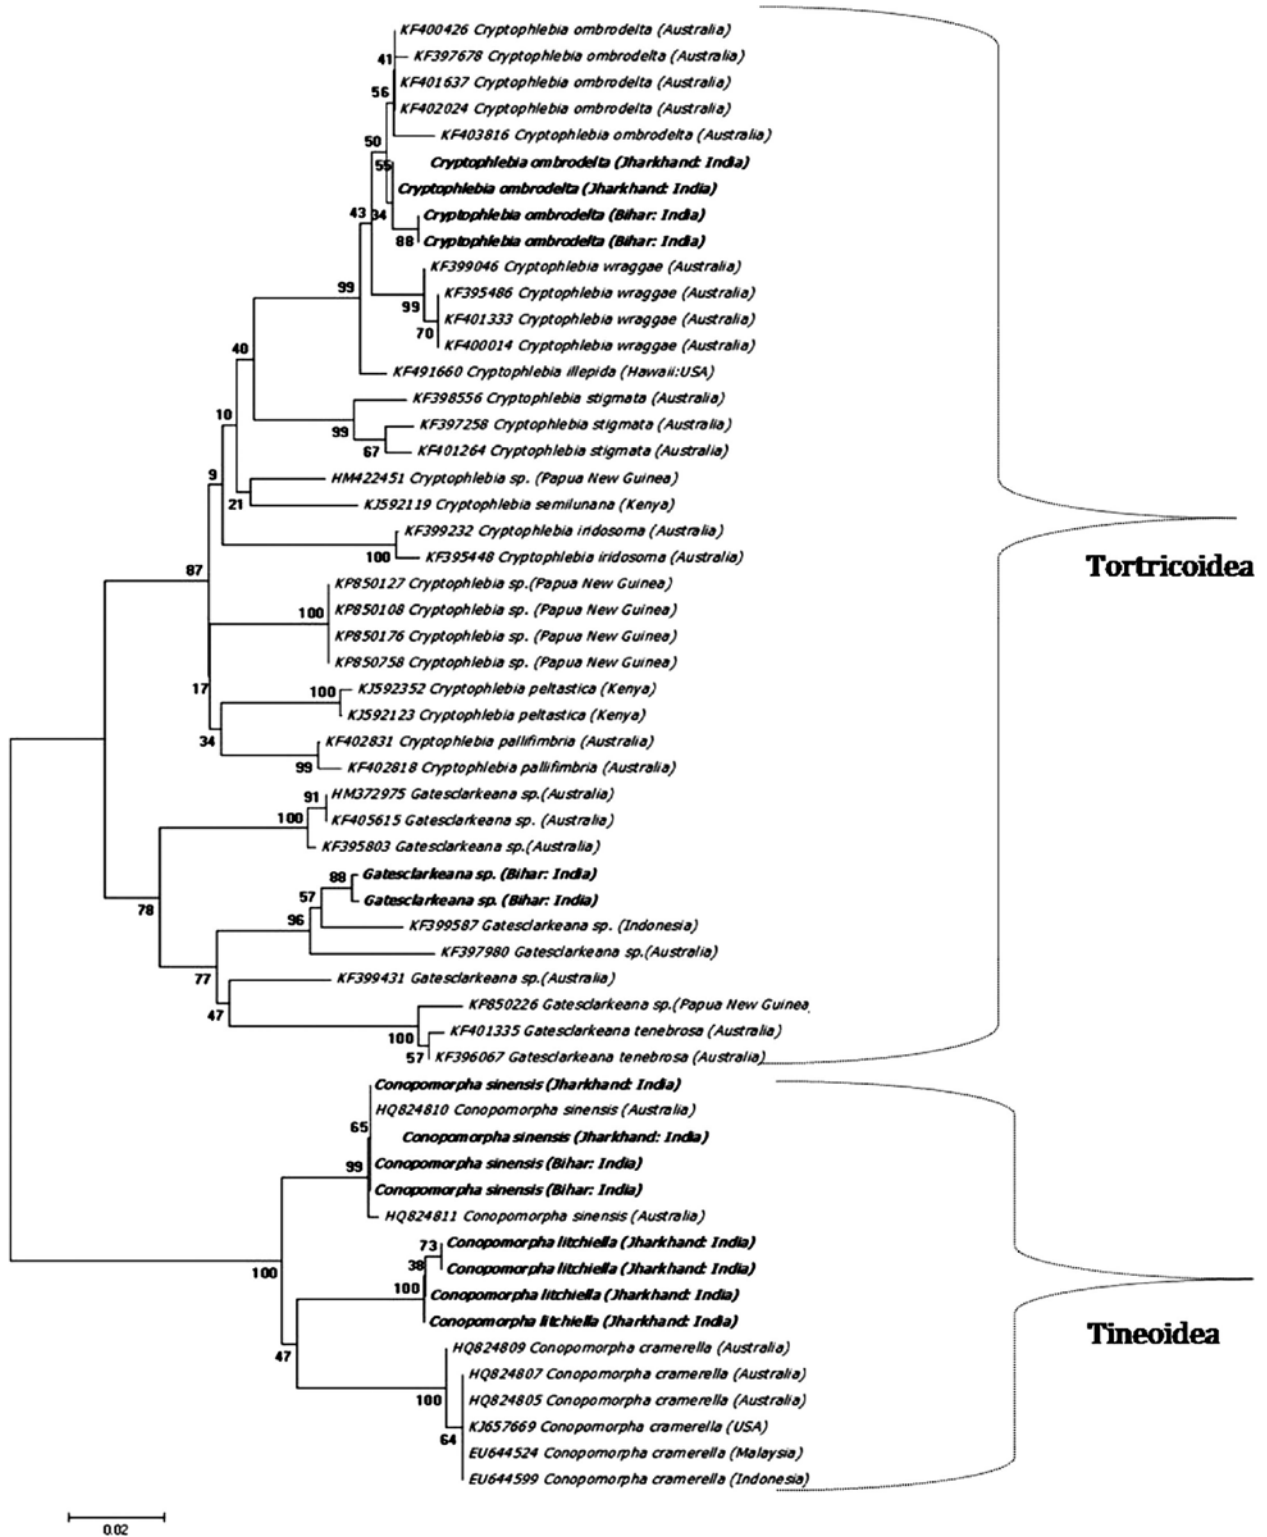 KF400426 Cryptophlebia ombrodelta (Australia)
41
KF397678 Cryptophlebia ombrodelta (Australia)
KF401637 Cryptophlebia ombrodelta (Australia)
56
KF402024 Cryptophlebia ombrodelta (Australia)
KF403816 Cryptophlebia ombrodelta (Australia)
50
55
Cryptophlebia ombrodelta (Jharkhand: India)
Cryptophlebia ombrodelta (Jharkhand: India)
43
34
Cryptophlebia ombrodelta (Bihar: India)
88
Cryptophlebia ombrodelta (Bihar: India)
KF399046 Cryptophlebia wraggae (Australia)
99
KF395486 Cryptophlebia wraggae (Australia)
99
KF401333 Cryptophlebia wraggae (Australia)
70
KF400014 Cryptophlebia wraggae (Australia)
40
KF491660 Cryptophlebia illepida (Hawaii:USA)
KF398556 Cryptophlebia stigmata (Australia)
10
KF397258 Cryptophlebia stigmata (Australia)
99
67
KF401264 Cryptophlebia stigmata (Australia)
9
HM422451 Cryptophlebia sp. (Papua New Guinea)
21
KJ592119 Cryptophlebia semilunana (Kenya)
KF399232 Cryptophlebia iridosoma (Australia)
100
KF395448 Cryptophlebia iridosoma (Australia)
Tortricoidea
87
KP850127 Cryptophlebia sp.(Papua New Guinea)
100
KP850108 Cryptophlebia sp. (Papua New Guinea)
KP850176 Cryptophlebia sp. (Papua New Guinea)
KP850758 Cryptophlebia sp. (Papua New Guinea)
17
100
KJ592352 Cryptophlebia peltastica (Kenya)
KJ592123 Cryptophlebia peltastica (Kenya)
34
KF402831 Cryptophlebia pallifimbria (Australia)
99
KF402818 Cryptophlebia pallifimbria (Australia)
91
HM372975 Gatesclarkeana sp.(Australia)
100
KF405615 Gatesclarkeana sp. (Australia)
KF395803 Gatesclarkeana sp.(Australia)
88
Gatesclarkeana sp. (Bihar: India)
57
Gatesclarkeana sp. (Bihar: India)
78
96
KF399587 Gatesclarkeana sp. (Indonesia)
KF397980 Gatesclarkeana sp.(Australia)
77
KF399431 Gatesclarkeana sp.(Australia)
47
KP850226 Gatesclarkeana sp.(Papua New Guinea
100
KF401335 Gatesclarkeana tenebrosa (Australia)
57
KF396067 Gatesclarkeana tenebrosa (Australia)
Conopomorpha sinensis (Jharkhand: India)
HQ824810 Conopomorpha sinensis (Australia)
65
Conopomorpha sinensis (Jharkhand: India)
99
Conopomorpha sinensis (Bihar: India)
Conopomorpha sinensis (Bihar: India)
HQ824811 Conopomorpha sinensis (Australia)
73
Conopomorpha litchiella (Jharkhand: India)
38
Conopomorpha litchiella (Jharkhand: India)
100
100
Conopomorpha litchiella (Jharkhand: India)
Conopomorpha litchiella (Jharkhand: India)
Tineoidea
47
HQ824809 Conopomorpha cramerella (Australia)
HQ824807 Conopomorpha cramerella (Australia)
100
HQ824805 Conopomorpha cramerella (Australia)
KJ657669 Conopomorpha cramerella (USA)
64
EU644524 Conopomorpha cramerella (Malaysia)
EU644599 Conopomorpha cramerella (Indonesia)
0.02